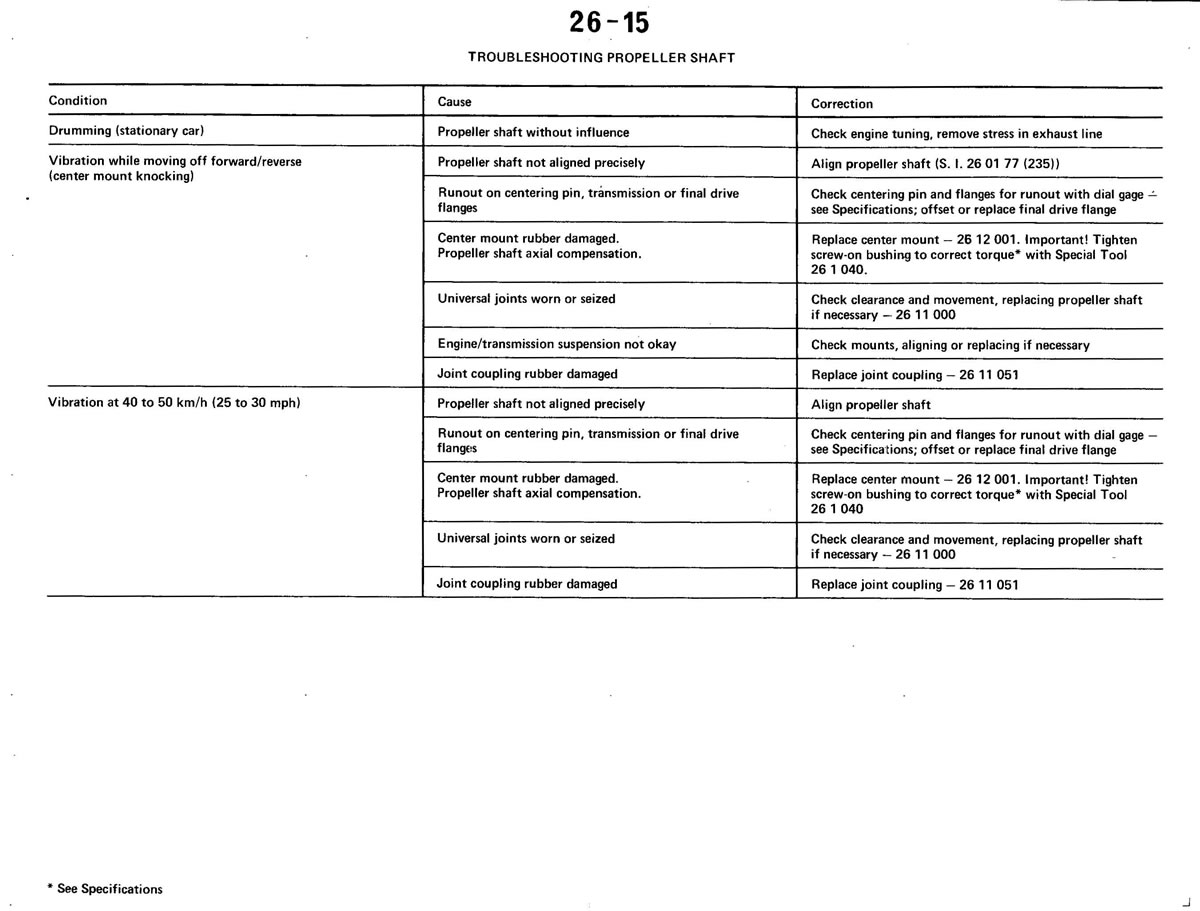 26-15
TROUBLESHOOTING PROPELLER SHAFT
Condition
Cause
Correction
Drumming (stationary car)
Propeller shaft without influence
Check engine tuning, remove stress in exhaust line
Vibration while moving off forward/reverse
(center mount knocking)
Propeller shaft not aligned precisely
Align propeller shaft (S. I. 26 01 77 (235))
Runout on centering pin, transmission or final drive
flanges
Check centering pin and flanges for runout with dial gage –
see Specifications; offset or replace final drive flange
Center mount rubber damaged.
Propeller shaft axial compensation.
Replace center mount – 26 12 001. Important! Tighten
screw-on bushing to correct torque* with Special Tool
26 1 040.
Universal joints worn or seized
Check clearance and movement, replacing propeller shaft
if necessary – 26 11 000
Engine/transmission suspension not okay
Check mounts, aligning or replacing if necessary
Joint coupling rubber damaged
Replace joint coupling – 26 11 051
Vibration at 40 to 50 km/h (25 to 30 mph)
Propeller shaft not aligned precisely
Align propeller shaft
Runout on centering pin, transmission or final drive
flanges
Check centering pin and flanges for runout with dial gage –
see Specifications; offset or replace final drive flange
Center mount rubber damaged.
Propeller shaft axial compensation.
Replace center mount – 26 12 001. Important! Tighten
screw-on bushing to correct torque* with Special Tool
26 1 040
Universal joints worn or seized
Check clearance and movement, replacing propeller shaft
if necessary – 26 11 000
Joint coupling rubber damaged
Replace joint coupling – 26 11 051
* See Specifications